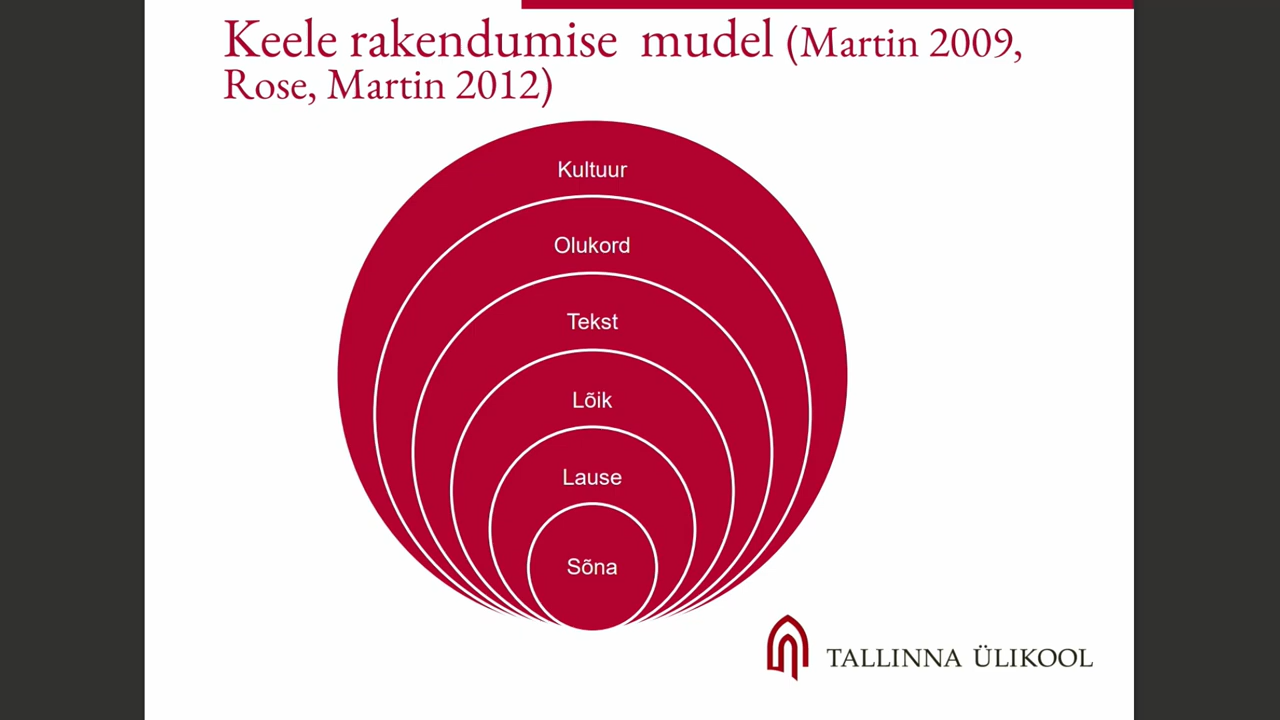 Keele rakendumise mudel (Martin 2009,
Rose, Martin 2012)
Kultuur
Olukord
Tekst
Lõik
Lause
Sõna
TALLINNA ÜLIKOOL